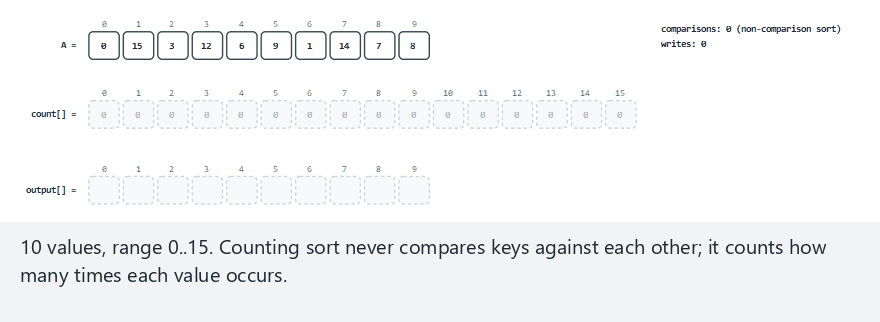 0 1 2 3 4 5 6 7 8 9
A = 0 15 3 12 6 9 1 14 7 8
comparisons: 0 (non-comparison sort)
writes: 0
0 1 2 3 4 5 6 7 8 9 10 11 12 13 14 15
count[] = 0 0 0 0 0 0 0 0 0 0 0 0 0 0 0 0
0 1 2 3 4 5 6 7 8 9
output[] =
10 values, range 0..15. Counting sort never compares keys against each other; it counts how
many times each value occurs.